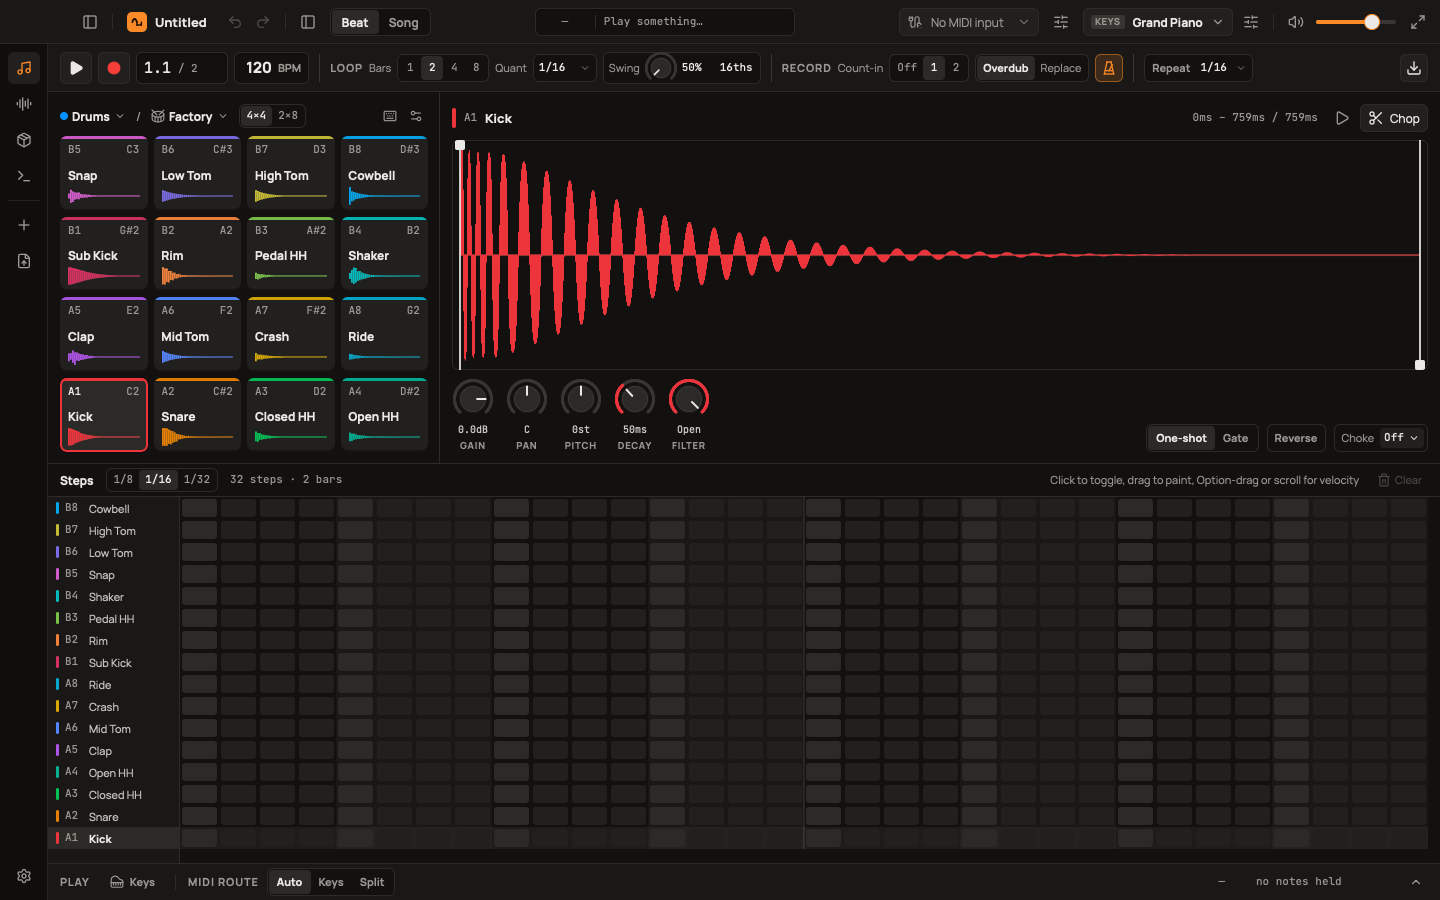 Untitled
Beat Song
– Play something…
No MIDI input
KEYS Grand Piano
1.1 / 2
120 BPM
LOOP Bars 1 2 4 8
Quant 1/16
Swing 50% 16ths
RECORD Count-in Off 1 2
Overdub Replace
Repeat 1/16
Drums / Factory 4×4 2×8
B5 C3
Snap
B6 C#3
Low Tom
B7 D3
High Tom
B8 D#3
Cowbell
B1 G#2
Sub Kick
B2 A2
Rim
B3 A#2
Pedal HH
B4 B2
Shaker
A5 E2
Clap
A6 F2
Mid Tom
A7 F#2
Crash
A8 G2
Ride
A1 C2
Kick
A2 C#2
Snare
A3 D2
Closed HH
A4 D#2
Open HH
A1 Kick
0ms – 759ms / 759ms
Chop
0.0dB C 0st 50ms Open
GAIN PAN PITCH DECAY FILTER
One-shot Gate Reverse Choke Off
Steps 1/8 1/16 1/32 32 steps · 2 bars
Click to toggle, drag to paint, Option-drag or scroll for velocity Clear
B8 Cowbell
B7 High Tom
B6 Low Tom
B5 Snap
B4 Shaker
B3 Pedal HH
B2 Rim
B1 Sub Kick
A8 Ride
A7 Crash
A6 Mid Tom
A5 Clap
A4 Open HH
A3 Closed HH
A2 Snare
A1 Kick
PLAY Keys MIDI ROUTE Auto Keys Split
– no notes held